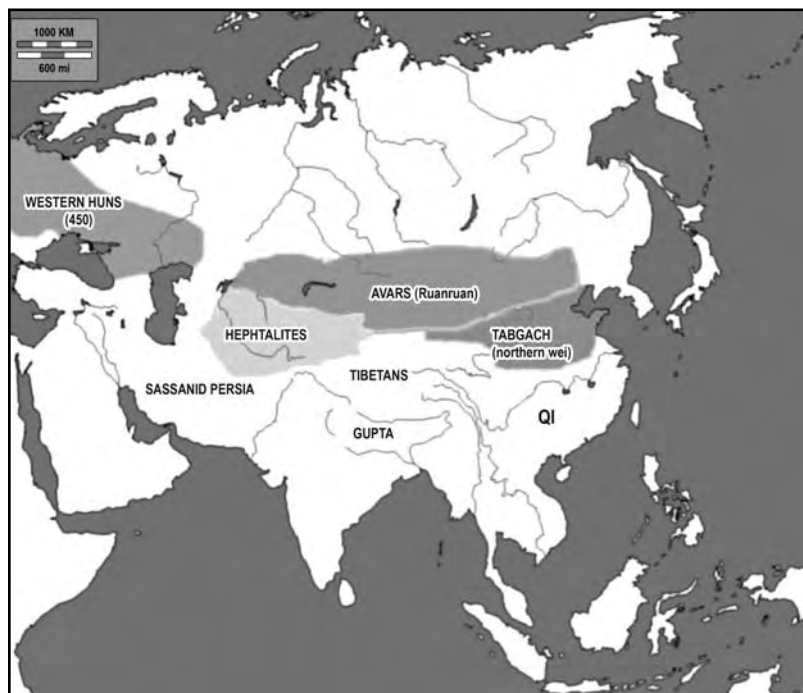 1000 KM
600 mi
WESTERN HUNS
(450)
AVARS (Ruanruan)
HEPHTALITES
TABGACH
(northern wei)
TIBETANS
SASSANID PERSIA
QI
GUPTA